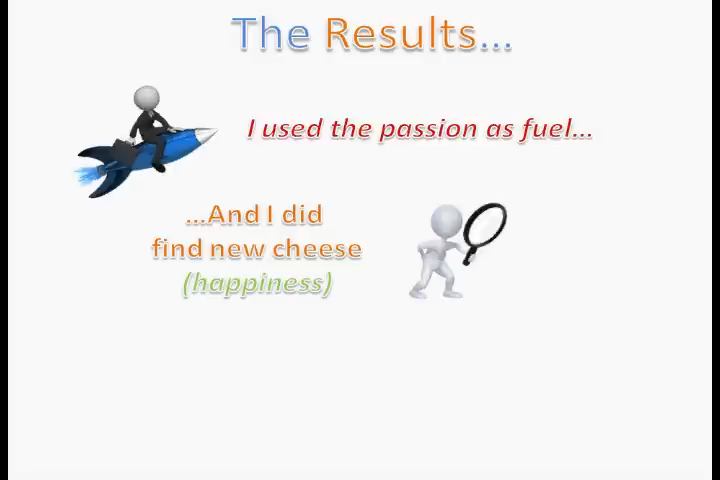 The Results...
I used the passion as fuel...
...And I did
find new cheese
(happiness)